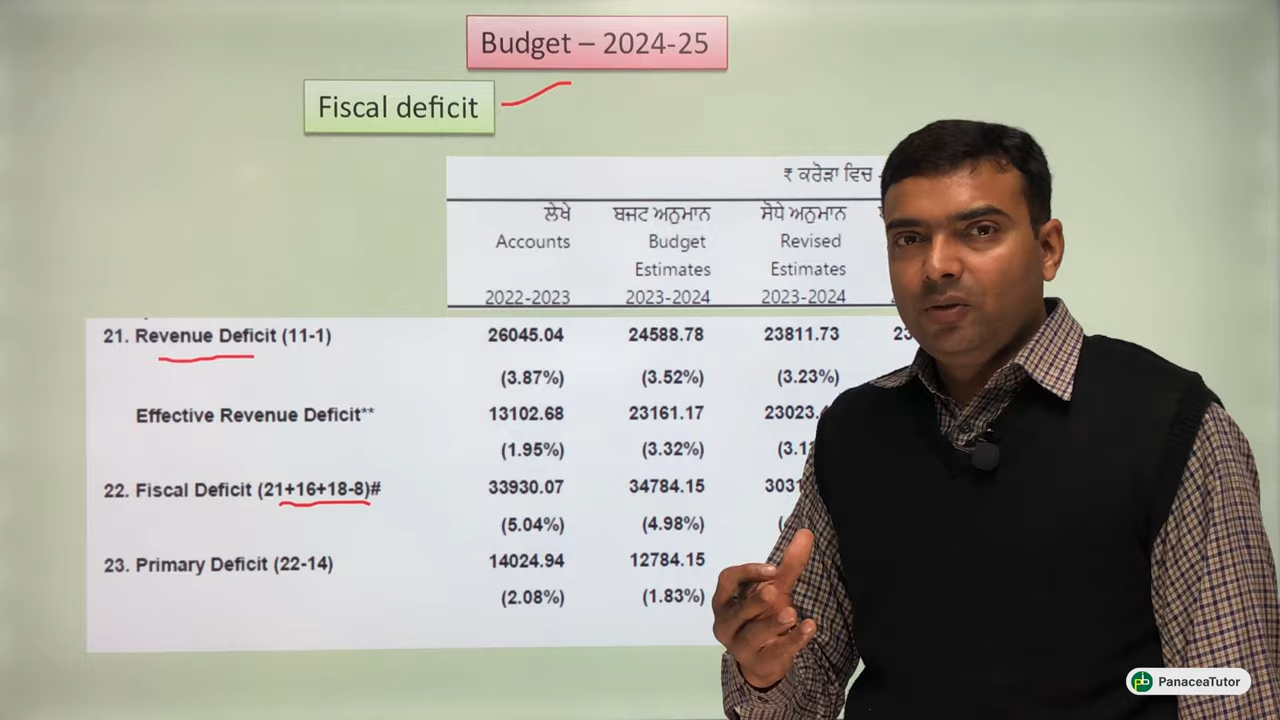 Budget – 2024-25
Fiscal deficit
₹ ਕਰੋੜਾ ਵਿਚ -
ਲੇਖੇ ਬਜਟ ਅਨੁਮਾਨ ਸੋਧੇ ਅਨੁਮਾਨ
Accounts Budget Revised
Estimates Estimates
2022-2023 2023-2024 2023-2024
21. Revenue Deficit (11-1) 26045.04 24588.78 23811.73
(3.87%) (3.52%) (3.23%)
Effective Revenue Deficit** 13102.68 23161.17 23023.
(1.95%) (3.32%)
22. Fiscal Deficit (21+16+18-8)# 33930.07 34784.15
(5.04%) (4.98%)
23. Primary Deficit (22-14) 14024.94 12784.15
(2.08%) (1.83%)
pb PanaceaTutor